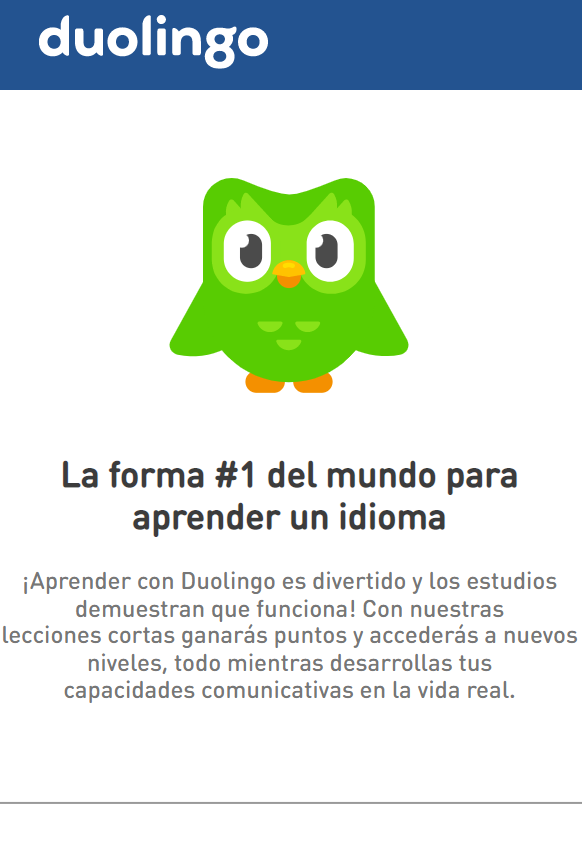 duolingo
La forma #1 del mundo para
aprender un idioma
¡Aprender con Duolingo es divertido y los estudios
demuestran que funciona! Con nuestras
lecciones cortas ganarás puntos y accederás a nuevos
niveles, todo mientras desarrollas tus
capacidades comunicativas en la vida real.